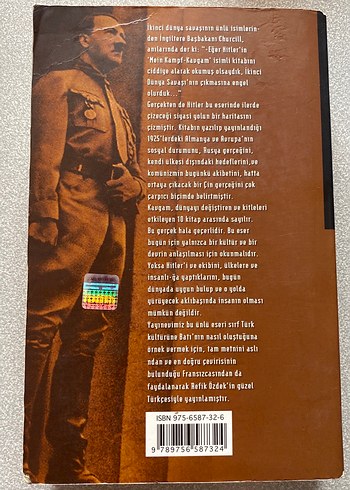 İkinci dünya savaşının ünlü isimlerin-
den İngiltere Başbakanı Churcill,
anılarında der ki: "-Eğer Hitler'in
'Mein Kampf-Kavgam' isimli kitabını
ciddiye alarak okumuş olsaydık, İkinci
Dünya Savaşı'nın çıkmasına engel
olurduk..."
Gerçekten de Hitler bu eserinde ilerde
çizeceği siyasi yolun bir haritasını
çizmiştir. Kitabın yazılıp yayınlandığı
1925'lerdeki Almanya ve Avrupa'nın
sosyal durumunu, Rusya gerçeğini,
kendi ülkesi dışındaki hedeflerini,ve
komünizmin bugünkü akibetini, hatta
ortaya çıkacak bir Çin gerçeğini çok
çarpıcı biçimde belirtmiştir.
Kavgam, dünyayı değiştiren ve kitleleri
etkileyen 10 kitap arasında sayılır.
Bu gerçek hala geçerlidir. Bu eser
bugün için yalnızca bir kültür ve bir
devrin anlaşılması için okunmalıdır.
Yoksa Hitler'i ve ekibini, ülkelere ve
insanlı-ğa yaptıklarını, bugün
dünyada uygun bulup ve o yolda
yürüyecek aklıbaşında insanın olması
mümkün değildir.
Yayınevimiz bu ünlü eseri sırf Türk
kültürüne Batı'nın nasıl oluştuğuna
örnek vermek için, tam metnini aslı
ndan ve en doğru çevirisinin
bulunduğu Fransızcasından da
faydalanarak Refik Özdek'in güzel
Türkçesiyle yayınlamıştır.
ISBN 975-6587-32-6
9 789756 587324